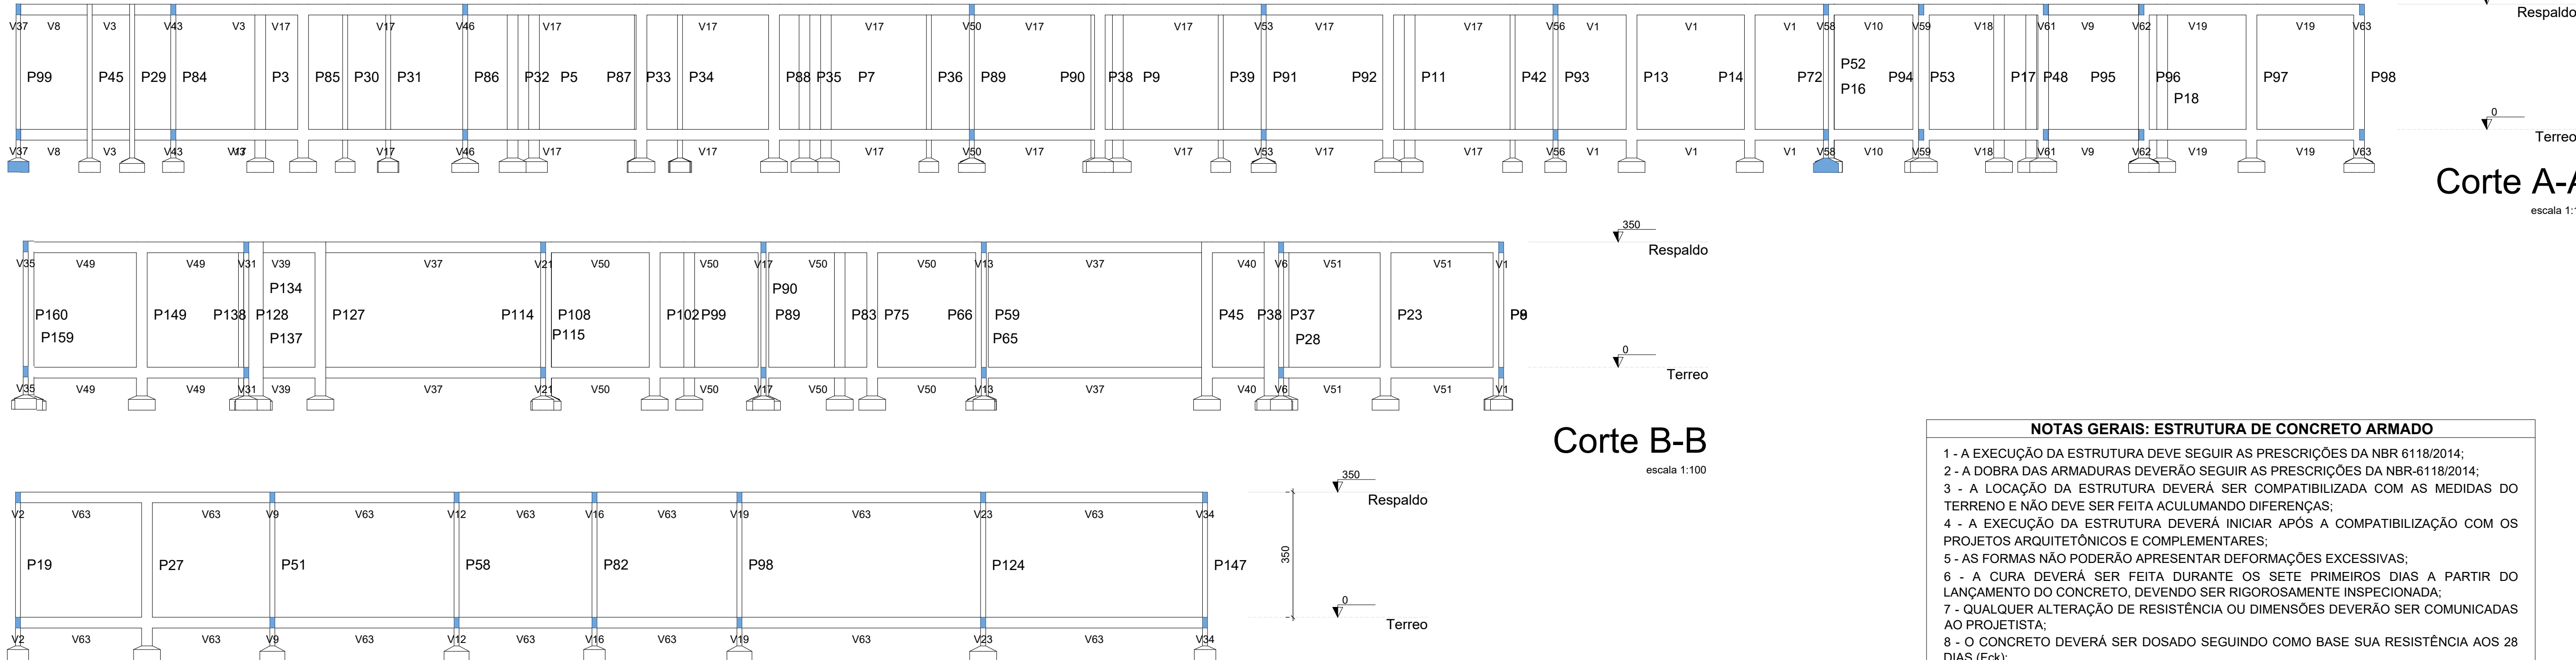 V37 V8 V3 V43 V3 V17 V17 V46 V17 V17 V17 V50 V17 V17 V53 V17 V17 V56 V1 V1 V1 V58 V10 V59 V18 V61 V9 V62 V19 V19 V63
Respaldo
P99 P45 P29 P84 P3 P85 P30 P31 P86 P32 P5 P87 P33 P34 P88 P35 P7 P36 P89 P90 P38 P9 P39 P91 P92 P11 P42 P93 P13 P14 P72 P52 P94 P53 P17 P48 P95 P96 P97 P98
P16 P18
0
Terreo
V37 V8 V3 V43 V17 V46 V17 V17 V17 V50 V17 V17 V53 V17 V17 V56 V1 V1 V1 V58 V10 V59 V18 V61 V9 V62 V19 V19 V63
Corte A-A
350
Respaldo
V35 V49 V49 V31 V39 V37 V21 V50 V50 V17 V50 V50 V13 V37 V40 V6 V51 V51 V1
P134 P90
P160 P149 P138 P128 P127 P114 P108 P102 P99 P89 P83 P75 P66 P59 P45 P38 P37 P23
P159 P137 P115 P65 P28
0
Terreo
V35 V49 V49 V31 V39 V37 V21 V50 V50 V17 V50 V50 V13 V37 V40 V6 V51 V51 V1
Corte B-B
escala 1:100
350
Respaldo
V2 V63 V63 V9 V63 V12 V63 V16 V63 V19 V63 V23 V63 V34
P19 P27 P51 P58 P82 P98 P124 P147
350
0
Terreo
V2 V63 V63 V9 V63 V12 V63 V16 V63 V19 V63 V23 V63 V34
NOTAS GERAIS: ESTRUTURA DE CONCRETO ARMADO
1 - A EXECUÇÃO DA ESTRUTURA DEVE SEGUIR AS PRESCRIÇÕES DA NBR 6118/2014;
2 - A DOBRA DAS ARMADURAS DEVERÃO SEGUIR AS PRESCRIÇÕES DA NBR-6118/2014;
3 - A LOCAÇÃO DA ESTRUTURA DEVERÁ SER COMPATIBILIZADA COM AS MEDIDAS DO
TERRENO E NÃO DEVE SER FEITA ACULUMANDO DIFERENÇAS;
4 - A EXECUÇÃO DA ESTRUTURA DEVERÁ INICIAR APÓS A COMPATIBILIZAÇÃO COM OS
PROJETOS ARQUITETÔNICOS E COMPLEMENTARES;
5 - AS FORMAS NÃO PODERÃO APRESENTAR DEFORMAÇÕES EXCESSIVAS;
6 - A CURA DEVERÁ SER FEITA DURANTE OS SETE PRIMEIROS DIAS A PARTIR DO
LANÇAMENTO DO CONCRETO, DEVENDO SER RIGOROSAMENTE INSPECIONADA;
7 - QUALQUER ALTERAÇÃO DE RESISTÊNCIA OU DIMENSÕES DEVERÃO SER COMUNICADAS
AO PROJETISTA;
8 - O CONCRETO DEVERÁ SER DOSADO SEGUINDO COMO BASE SUA RESISTÊNCIA AOS 28
DIAS (Fck);